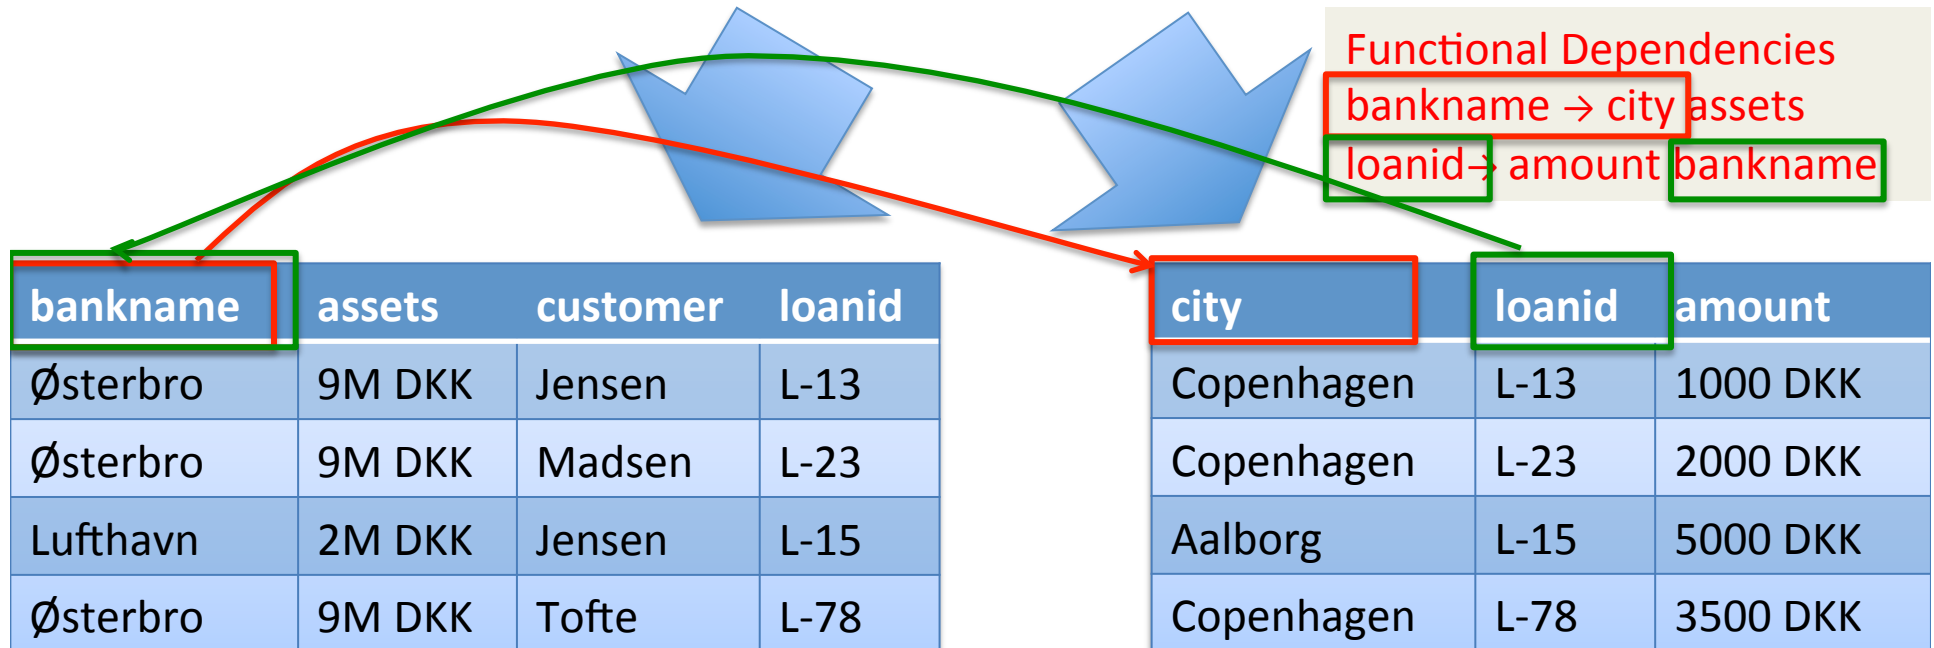 Functional Dependencies
bankname → city assets
loanid→ amount bankname
bankname assets customer loanid
Østerbro 9M DKK Jensen L-13
Østerbro 9M DKK Madsen L-23
Lufthavn 2M DKK Jensen L-15
Østerbro 9M DKK Tofte L-78
city loanid amount
Copenhagen L-13 1000 DKK
Copenhagen L-23 2000 DKK
Aalborg L-15 5000 DKK
Copenhagen L-78 3500 DKK